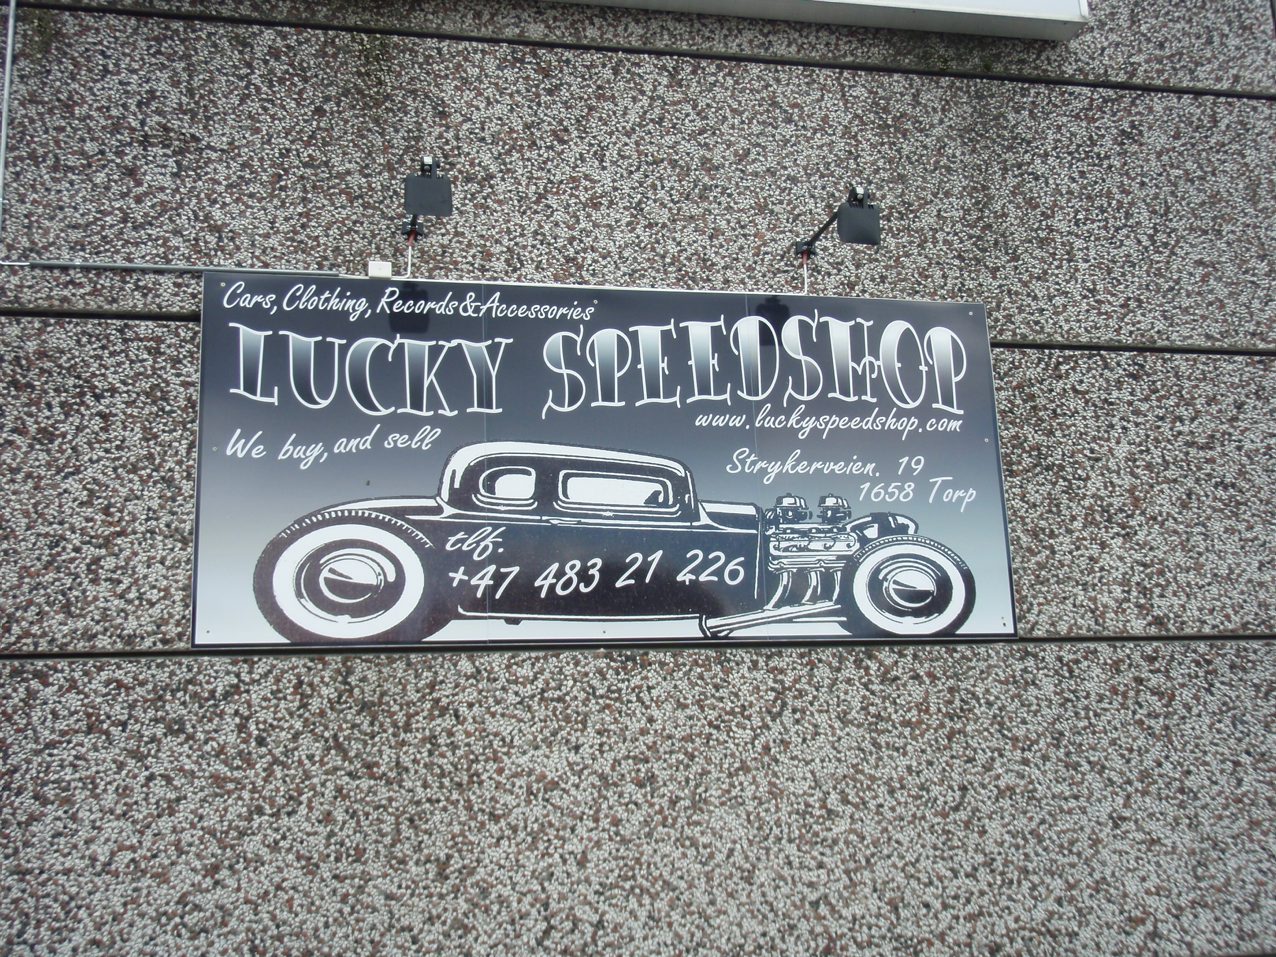 Cars, Clothing, Records & Accessories
LUCKY SPEEDSHOP
www.luckyspeedshop.com
We buy, and sell
Strykerveien. 19
1658 Torp
tlf.
+47 483 21 226